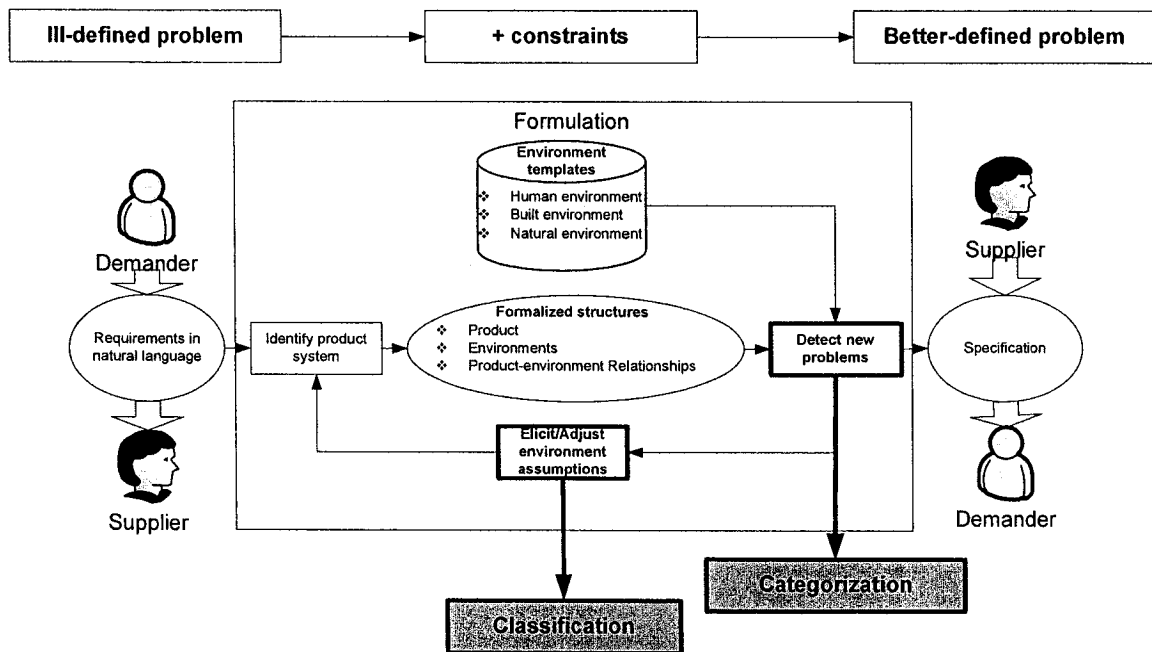 Ill-defined problem
+ constraints
Better-defined problem
Formulation
Environment
templates
❖ Human environment
❖ Built environment
❖ Natural environment
Demander
Supplier
Requirements in
natural language
Identify product
system
Formalized structures
❖ Product
❖ Environments
❖ Product-environment Relationships
Detect new
problems
Specification
Elicit/Adjust
environment
assumptions
Supplier
Demander
Categorization
Classification